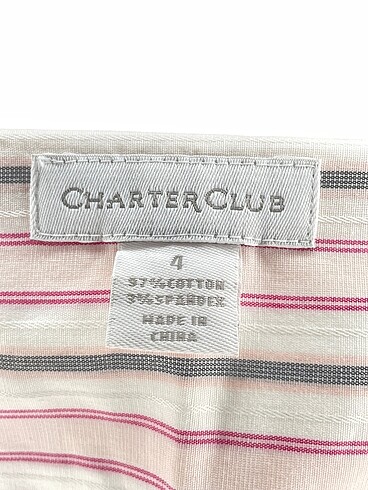 CHARTER CLUB
4
97% COTTON
3% SPANDEX
MADE IN
CHINA